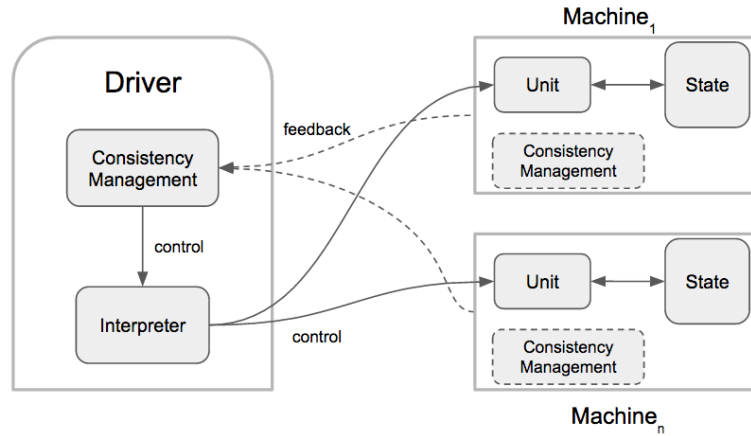 Machine1
Driver
Unit
State
feedback
Consistency
Management
Consistency
Management
control
Interpreter
Unit
State
control
Consistency
Management
Machinen